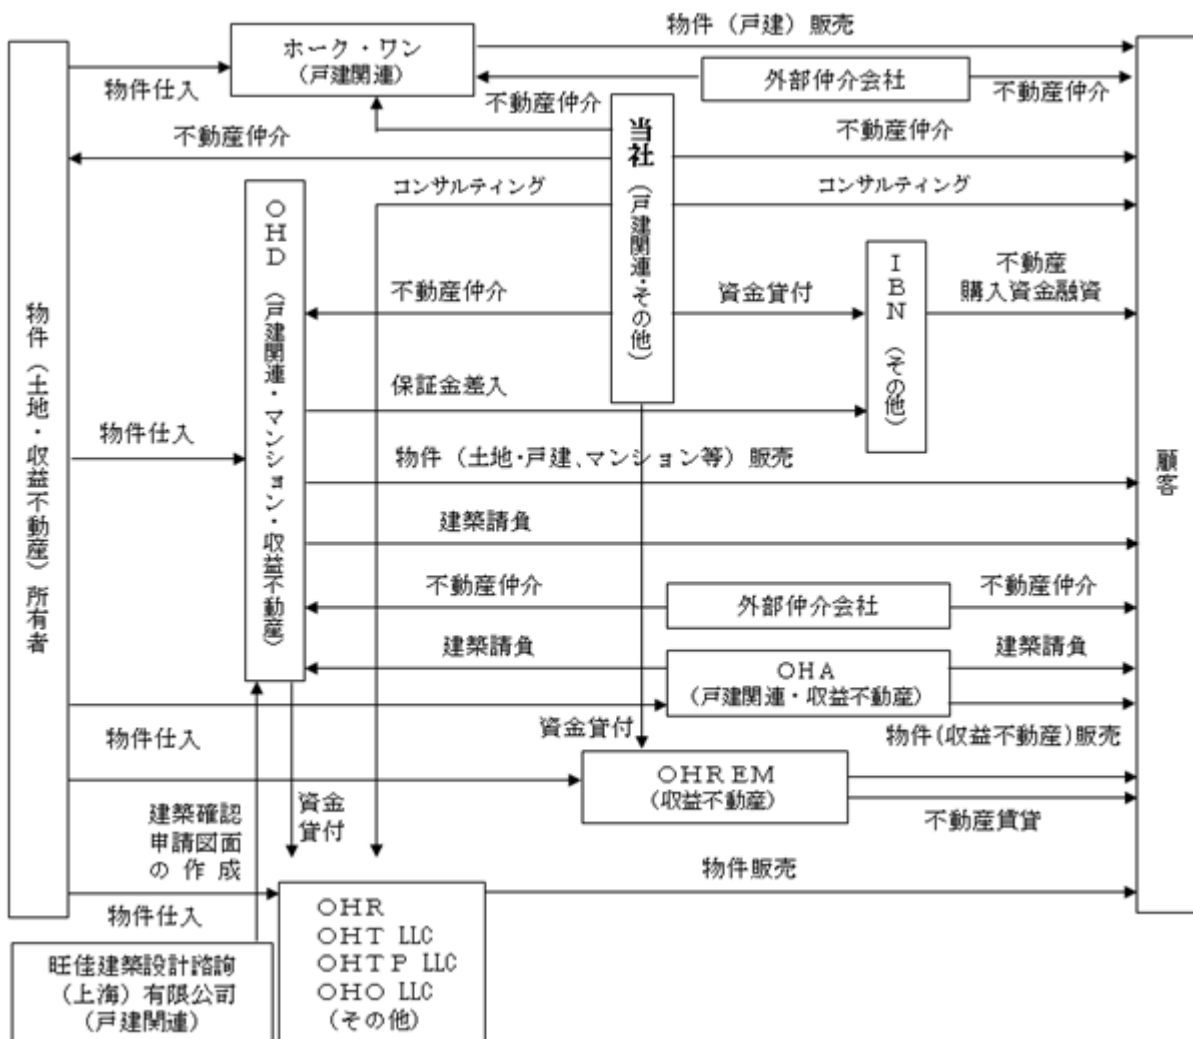 物件（戸建）販売
ホーク・ワン
（戸建関連）
物件仕入
外部仲介会社
不動産仲介
不動産仲介
当社（戸建関連・その他）
不動産仲介
不動産仲介
コンサルティング
コンサルティング
物件（土地・収益不動産）所有者
OHD（戸建関連・マンション・収益不動産）
IBN（その他）
顧客
不動産仲介
資金貸付
不動産
購入資金融資
保証金差入
物件仕入
物件（土地・戸建、マンション等）販売
建築請負
不動産仲介
外部仲介会社
不動産仲介
建築請負
OHA
（戸建関連・収益不動産）
建築請負
物件仕入
資金貸付
物件(収益不動産)販売
OHREM
（収益不動産）
不動産賃貸
建築確認
申請図面
の作成
資金
貸付
物件販売
物件仕入
OHR
OHT LLC
OHTP LLC
OHO LLC
（その他）
旺佳建築設計諮詢
（上海）有限公司
（戸建関連）